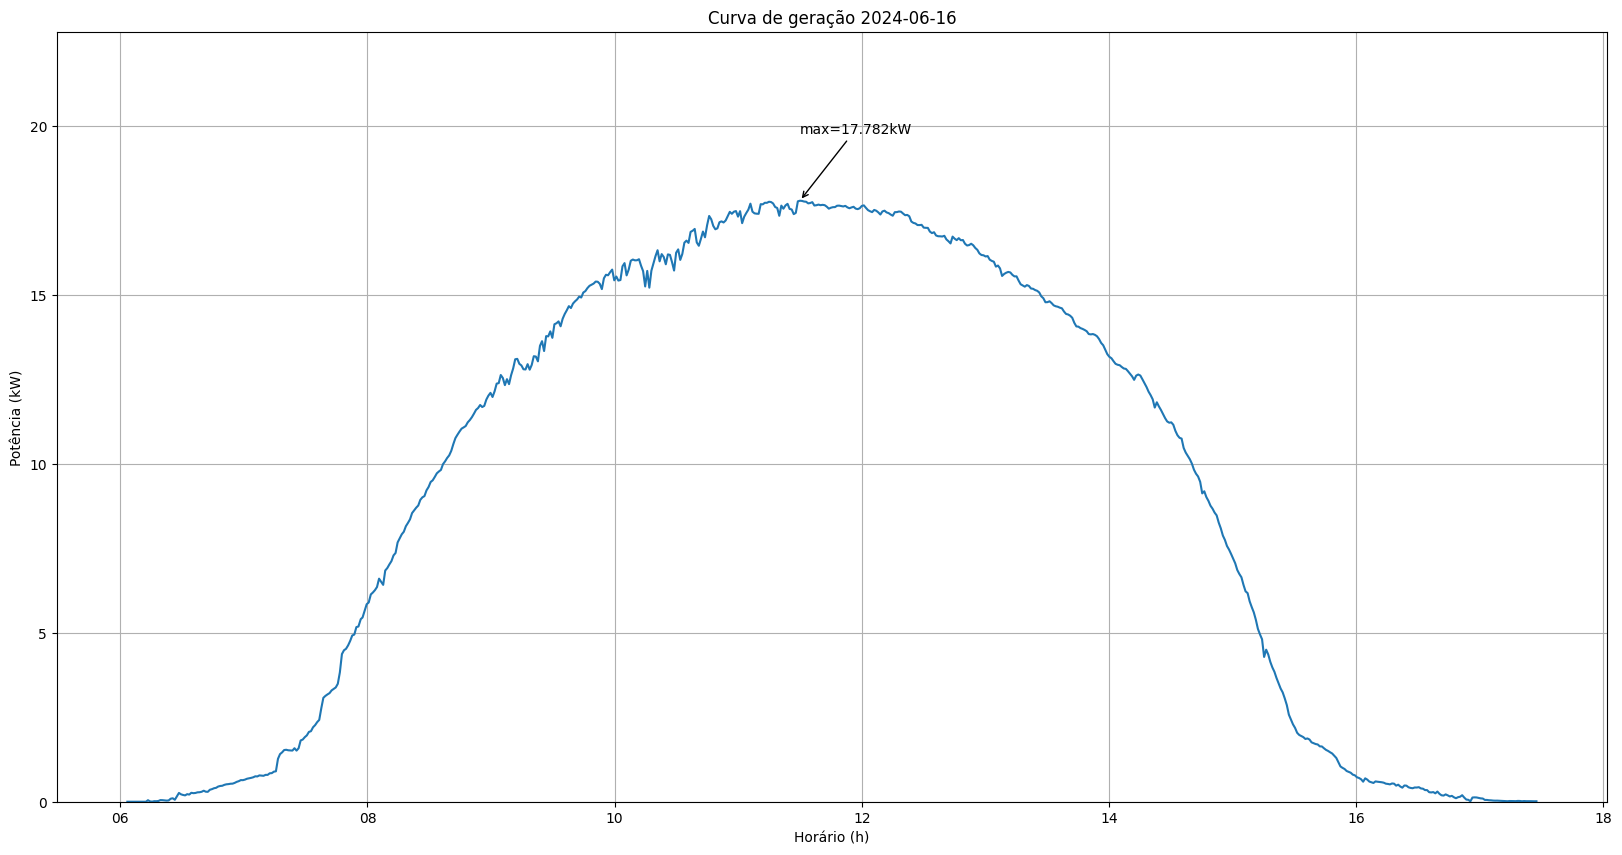 Curva de geração 2024-06-16
20
max=17.782kW
15
10
5
0
Potência (kW)
06 08 10 12 14 16 18
Horário (h)